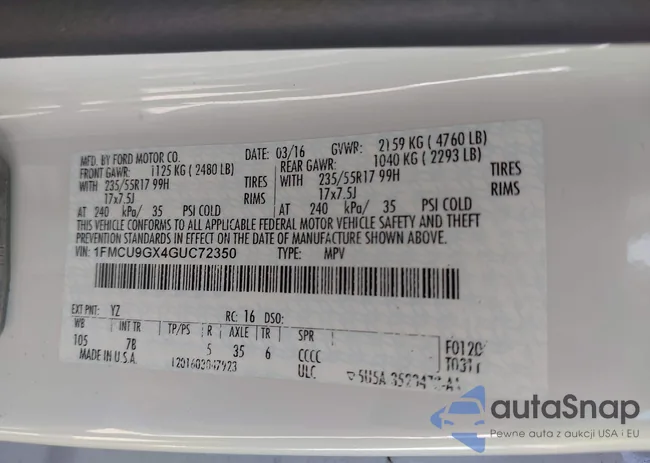 MFD. BY FORD MOTOR CO. DATE: 03/16 GVWR: 2159 KG ( 4760 LB)
FRONT GAWR: 1125 KG ( 2480 LB) REAR GAWR: 1040 KG ( 2293 LB)
WITH 235/55R17 99H TIRES WITH 235/55R17 99H TIRES
17x7.5J RIMS 17x7.5J RIMS
AT 240 kPa/ 35 PSI COLD AT 240 kPa/ 35 PSI COLD
THIS VEHICLE CONFORMS TO ALL APPLICABLE FEDERAL MOTOR VEHICLE SAFETY AND THEFT
PREVENTION STANDARDS IN EFFECT ON THE DATE OF MANUFACTURE SHOWN ABOVE.
VIN: 1FMCU9GX4GUC72350 TYPE: MPV
EXT PNT: YZ RC: 16 DSO:
WB INT TR TP/PS R AXLE TR SPR
105 7B 5 35 6 CCCC
MADE IN U.S.A. ULC
autaSnap
Pewne auta z aukcji USA i EU